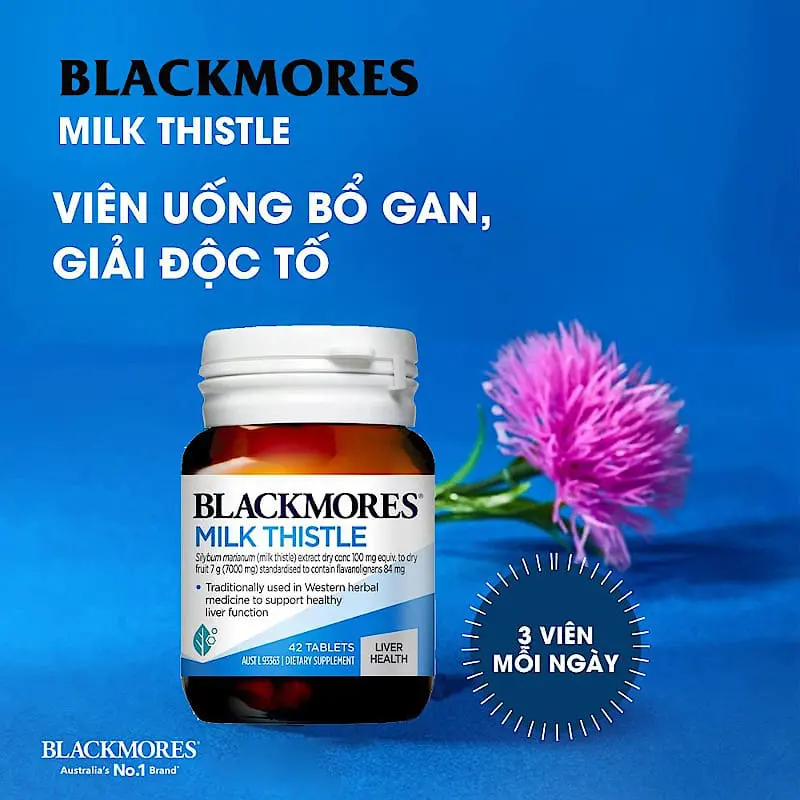 BLACKMORES
MILK THISTLE
VIÊN UỐNG BỔ GAN,
GIẢI ĐỘC TỐ
BLACKMORES®
MILK THISTLE
Silybum marianum (milk thistle) extract dry conc 100 mg equiv. to dry
fruit 7 g (7000 mg) standardised to contain flavanolignans 84 mg
• Traditionally used in Western herbal
medicine to support healthy
liver function
42 TABLETS
AUST L 93363 | DIETARY SUPPLEMENT
LIVER
HEALTH
3 VIÊN
MỖI NGÀY
BLACKMORES®
Australia's No.1 Brand*